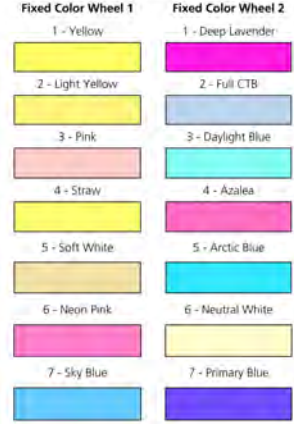 Fixed Color Wheel 1 Fixed Color Wheel 2
1 - Yellow 1 - Deep Lavender
2 - Light Yellow 2 - Full CTB
3 - Pink 3 - Daylight Blue
4 - Straw 4 - Azalea
5 - Soft White 5 - Arctic Blue
6 - Neon Pink 6 - Neutral White
7 - Sky Blue 7 - Primary Blue